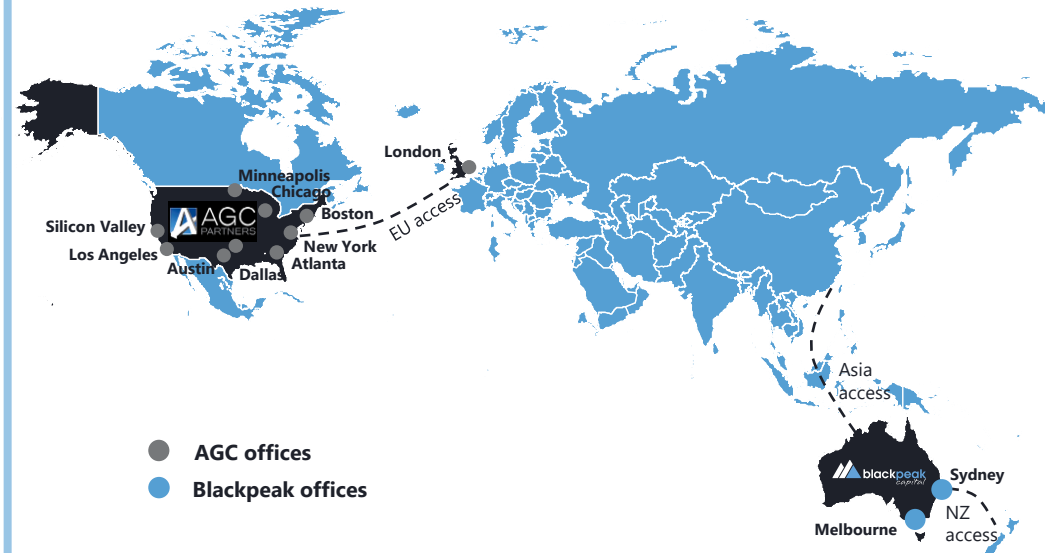 London
Minneapolis
Chicago
AGC
PARTNERS
Boston
Silicon Valley
New York
EU access
Los Angeles
Atlanta
Austin
Dallas
Asia
access
AGC offices
Blackpeak offices
blackpeak
capital
Sydney
NZ
access
Melbourne